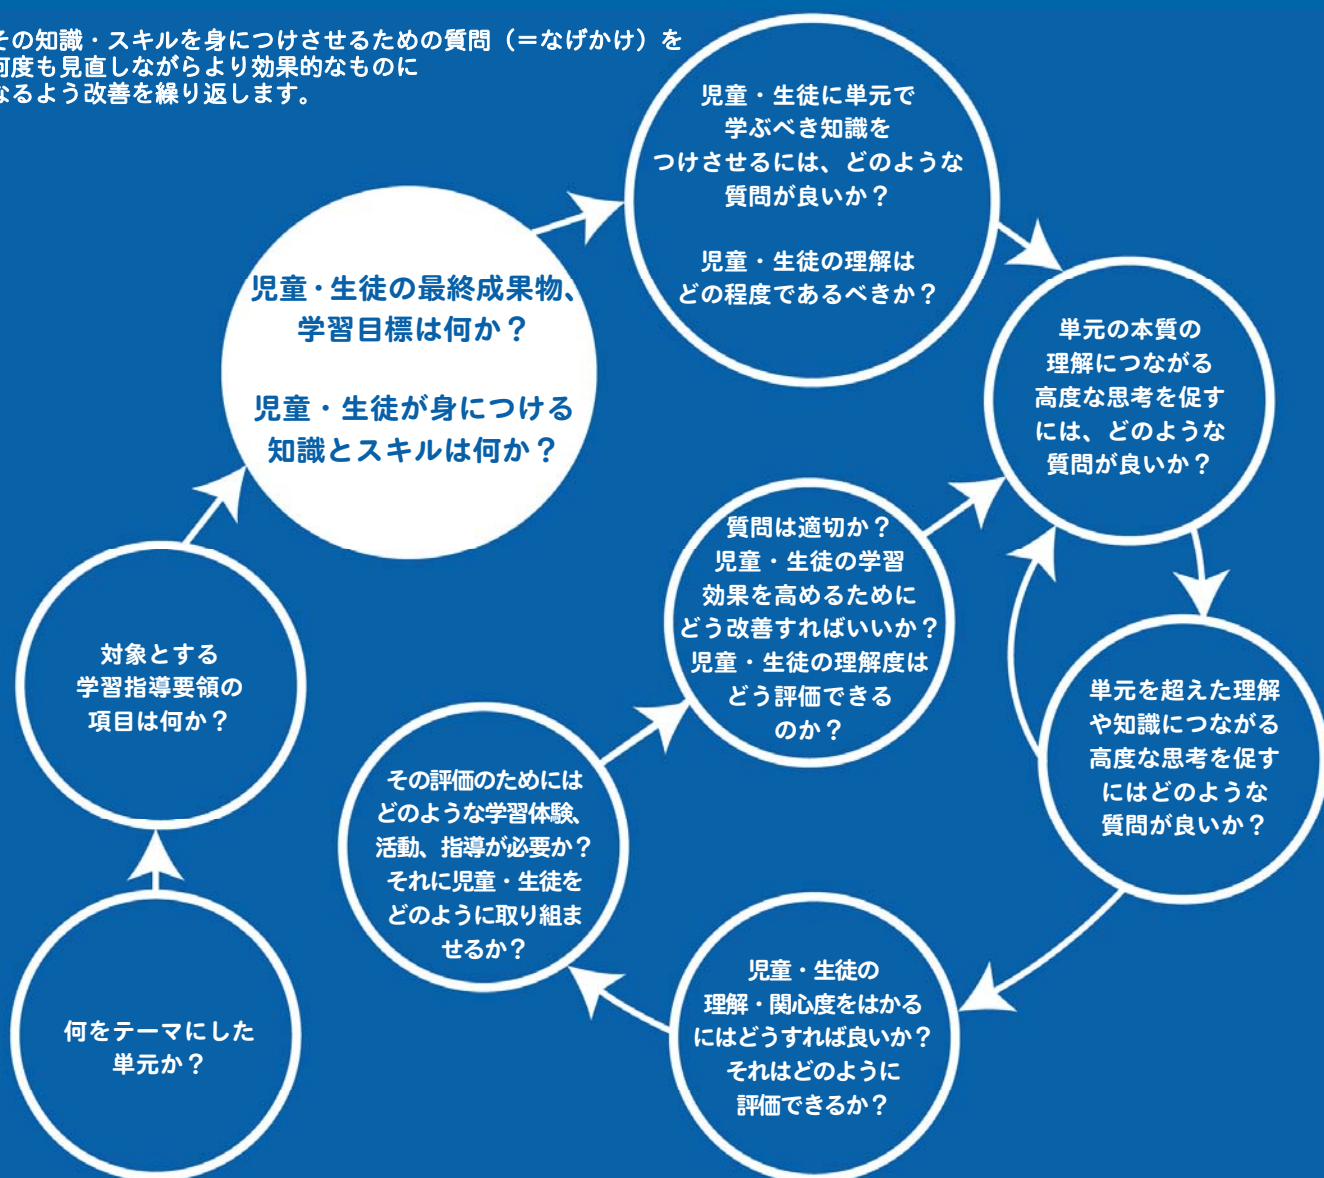 その知識・スキルを身につけさせるための質問（＝なげかけ）を
何度も見直しながらより効果的なものに
なるよう改善を繰り返します。
児童・生徒に単元で
学ぶべき知識を
つけさせるには、どのような
質問が良いか？
児童・生徒の理解は
どの程度であるべきか？
児童・生徒の最終成果物、
学習目標は何か？
児童・生徒が身につける
知識とスキルは何か？
単元の本質の
理解につながる
高度な思考を促す
には、どのような
質問が良いか？
質問は適切か？
児童・生徒の学習
効果を高めるために
どう改善すればいいか？
児童・生徒の理解度は
どう評価できる
のか？
対象とする
学習指導要領の
項目は何か？
単元を超えた理解
や知識につながる
高度な思考を促す
にはどのような
質問が良いか？
その評価のためには
どのような学習体験、
活動、指導が必要か？
それに児童・生徒を
どのように取り組ま
せるか？
児童・生徒の
理解・関心度をはかる
にはどうすれば良いか？
それはどのように
評価できるか？
何をテーマにした
単元か？